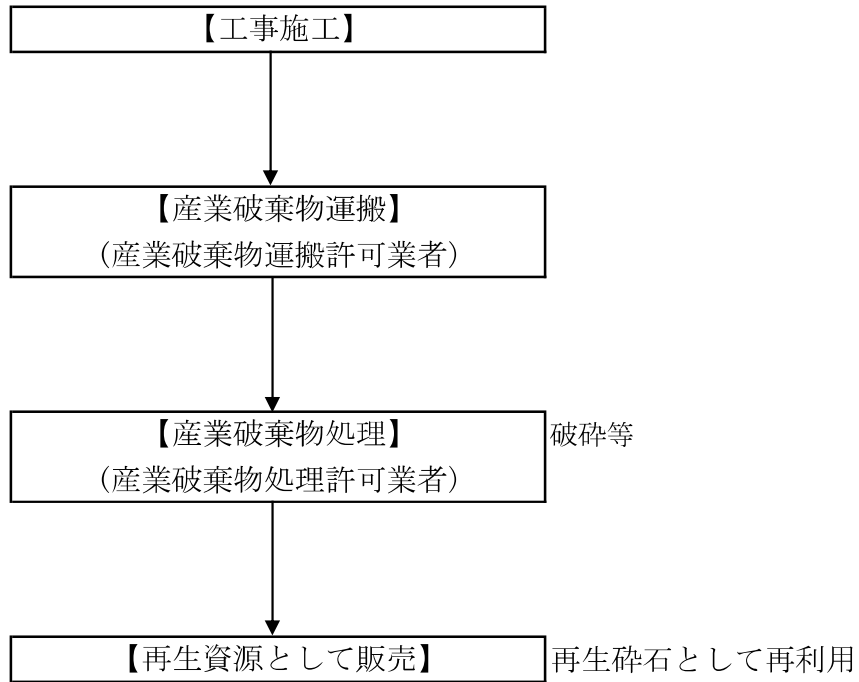 【工事施工】
【産業破棄物運搬】
（産業破棄物運搬許可業者）
【産業破棄物処理】
破砕等
（産業破棄物処理許可業者）
【再生資源として販売】
再生砕石として再利用